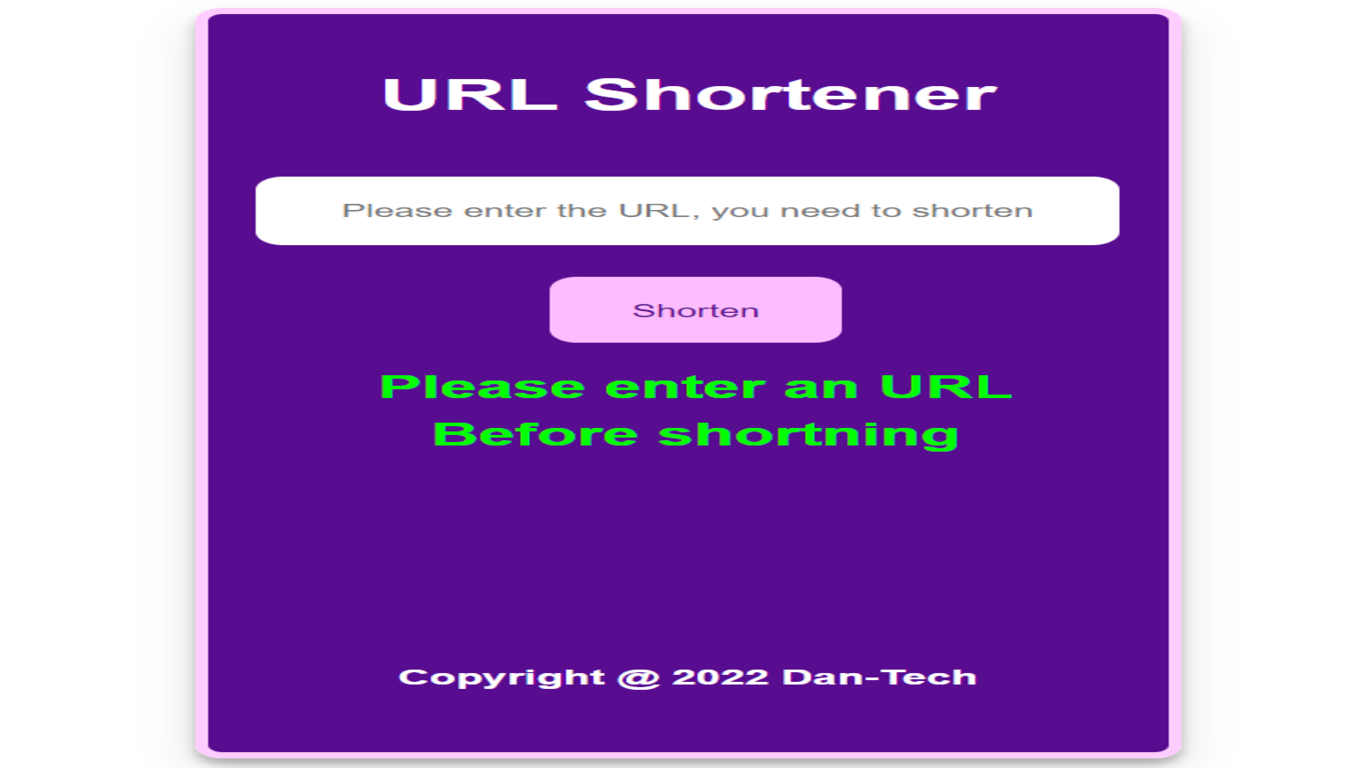 URL Shortener
Please enter the URL, you need to shorten
Shorten
Please enter an URL
Before shortning
Copyright @ 2022 Dan-Tech